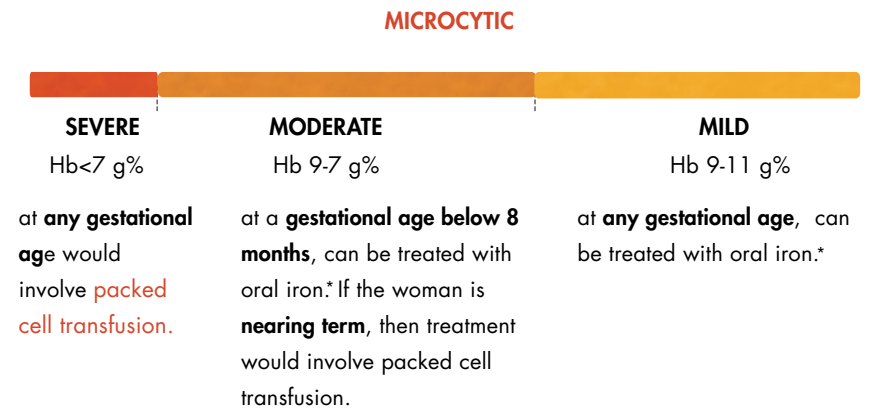 MICROCYTIC
SEVERE
Hb<7 g%
at any gestational
age would
involve packed
cell transfusion.
MODERATE
Hb 9-7 g%
at a gestational age below 8
months, can be treated with
oral iron.* If the woman is
nearing term, then treatment
would involve packed cell
transfusion.
MILD
Hb 9-11 g%
at any gestational age,  can
be treated with oral iron.*